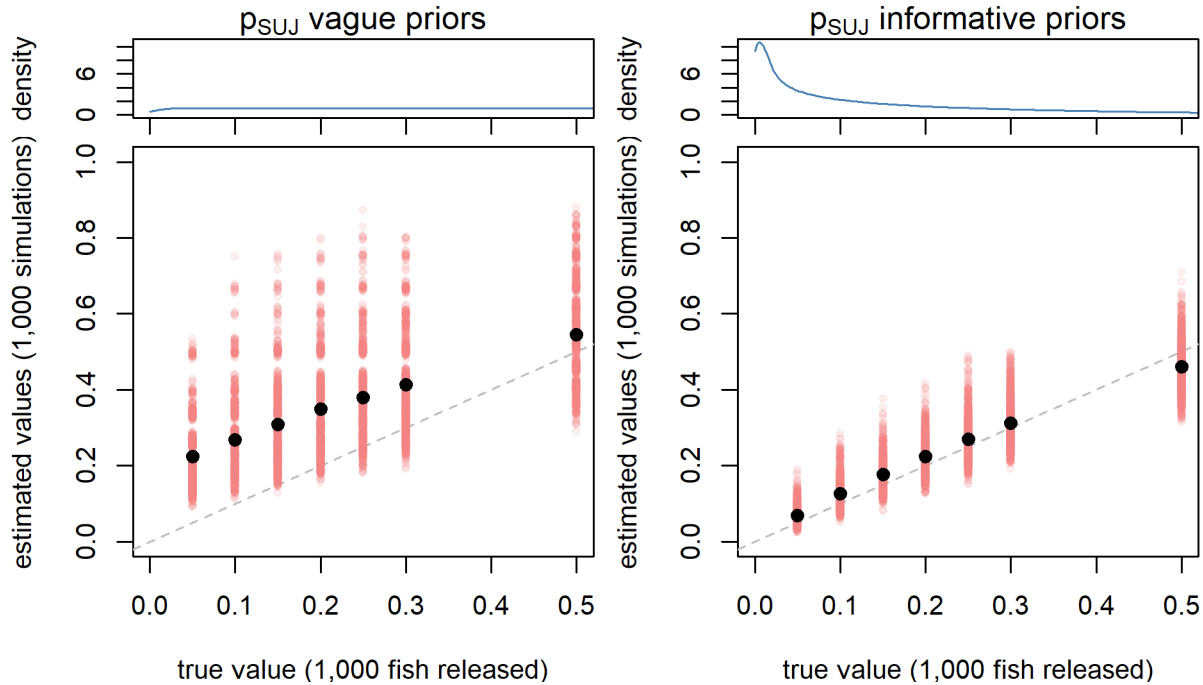 pSUJ vague priors
density
0 6
estimated values (1,000 simulations)
0.0 0.2 0.4 0.6 0.8 1.0
0.0 0.1 0.2 0.3 0.4 0.5
true value (1,000 fish released)
pSUJ informative priors
density
0 6
estimated values (1,000 simulations)
0.0 0.2 0.4 0.6 0.8 1.0
0.0 0.1 0.2 0.3 0.4 0.5
true value (1,000 fish released)